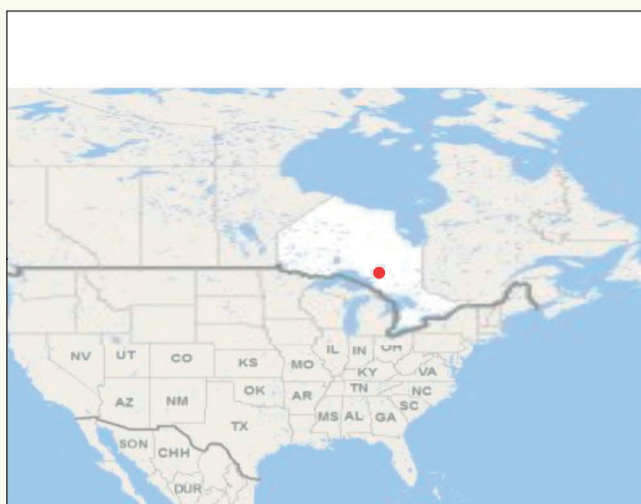 IL IN OH
NV UT CO KS MO KY VA
OK TN NC
AZ NM AR SC
MS AL GA
TX
SON CHH
DUR